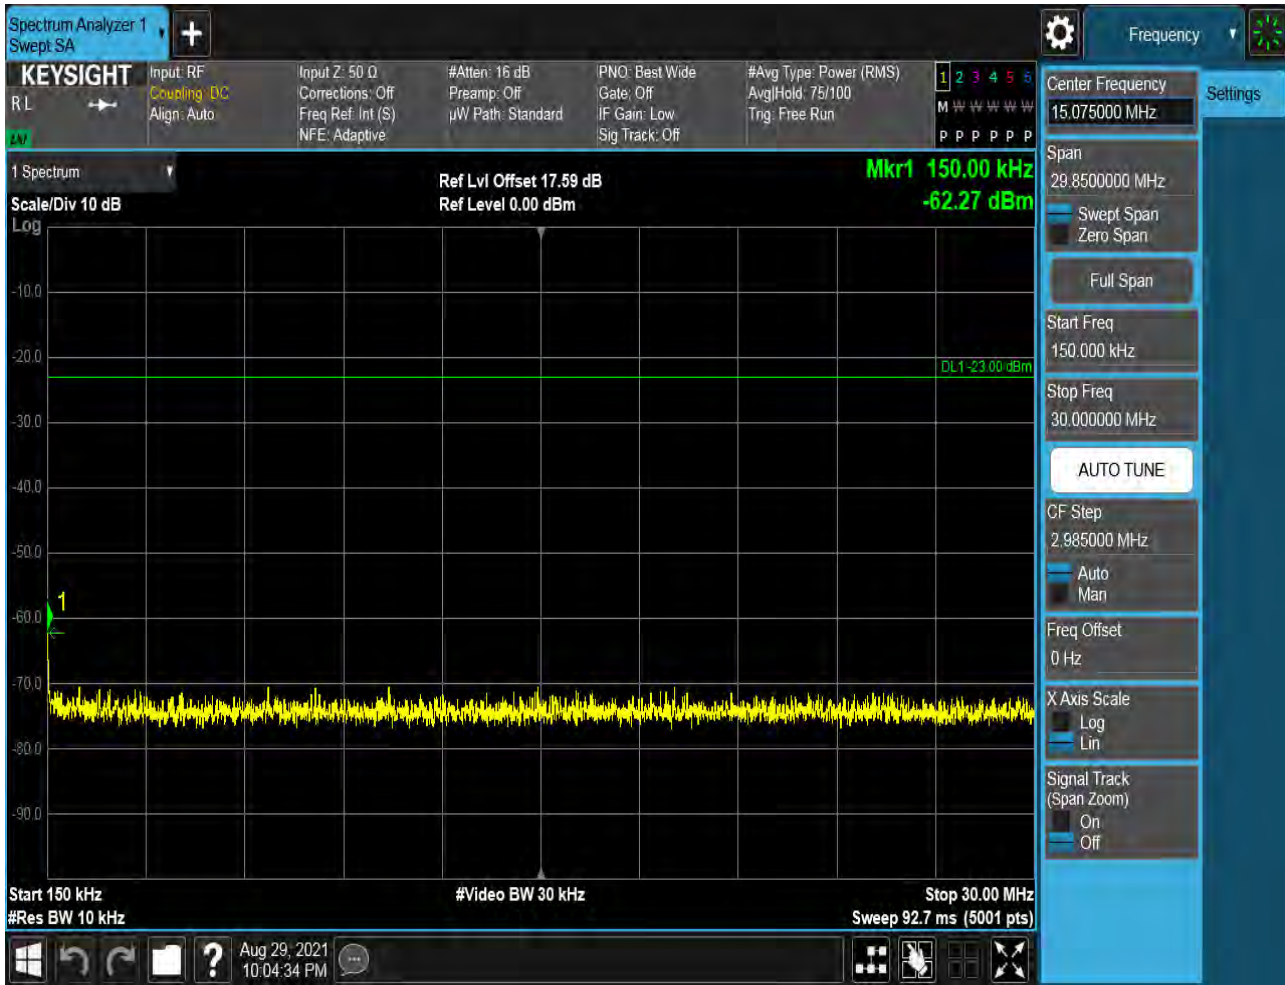 Spectrum Analyzer 1
Swept SA
Frequency
KEYSIGHT
R L
Input: RF
Coupling: DC
Align: Auto
Input Z: 50 Ω
Corrections: Off
Freq Ref: Int (S)
NFE: Adaptive
#Atten: 16 dB
Preamp: Off
µW Path: Standard
PNO: Best Wide
Gate: Off
IF Gain: Low
Sig Track: Off
#Avg Type: Power (RMS)
Avg|Hold: 75/100
Trig: Free Run
1 2 3 4 5 6
M W W W W W
P P P P P P
1 Spectrum
Scale/Div 10 dB
Log
Ref Lvl Offset 17.59 dB
Ref Level 0.00 dBm
Mkr1 150.00 kHz
-62.27 dBm
-10.0
-20.0
DL1 -23.00 dBm
-30.0
-40.0
-50.0
1
-60.0
-70.0
-80.0
-90.0
Start 150 kHz
#Res BW 10 kHz
#Video BW 30 kHz
Stop 30.00 MHz
Sweep 92.7 ms (5001 pts)
?
Aug 29, 2021
10:04:34 PM
Center Frequency
15.075000 MHz
Settings
Span
29.8500000 MHz
Swept Span
Zero Span
Full Span
Start Freq
150.000 kHz
Stop Freq
30.000000 MHz
AUTO TUNE
CF Step
2.985000 MHz
Auto
Man
Freq Offset
0 Hz
X Axis Scale
Log
Lin
Signal Track
(Span Zoom)
On
Off